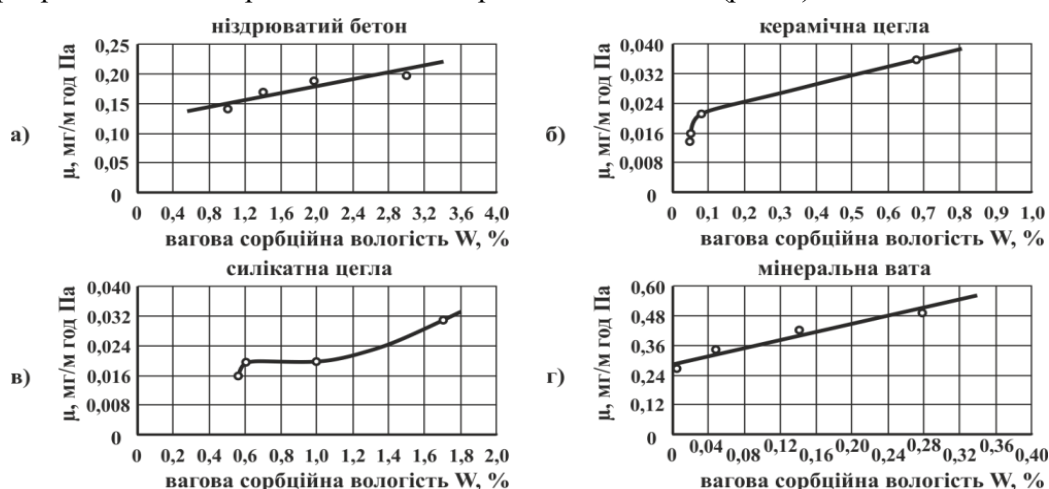 ніздрюватий бетон
а)
μ, мг/м год Па
0,25
0,20
0,15
0,10
0,05
0
0 0,4 0,8 1,2 1,6 2,0 2,4 2,8 3,2 3,6 4,0
вагова сорбційна вологість W, %
керамічна цегла
б)
μ, мг/м год Па
0,040
0,032
0,024
0,016
0,008
0
0 0,1 0,2 0,3 0,4 0,5 0,6 0,7 0,8 0,9 1,0
вагова сорбційна вологість W, %
силікатна цегла
в)
μ, мг/м год Па
0,040
0,032
0,024
0,016
0,008
0
0 0,2 0,4 0,6 0,8 1,0 1,2 1,4 1,6 1,8 2,0
вагова сорбційна вологість W, %
мінеральна вата
г)
μ, мг/м год Па
0,60
0,48
0,36
0,24
0,12
0
0 0,04 0,08 0,12 0,16 0,20 0,24 0,28 0,32 0,36 0,40
вагова сорбційна вологість W, %